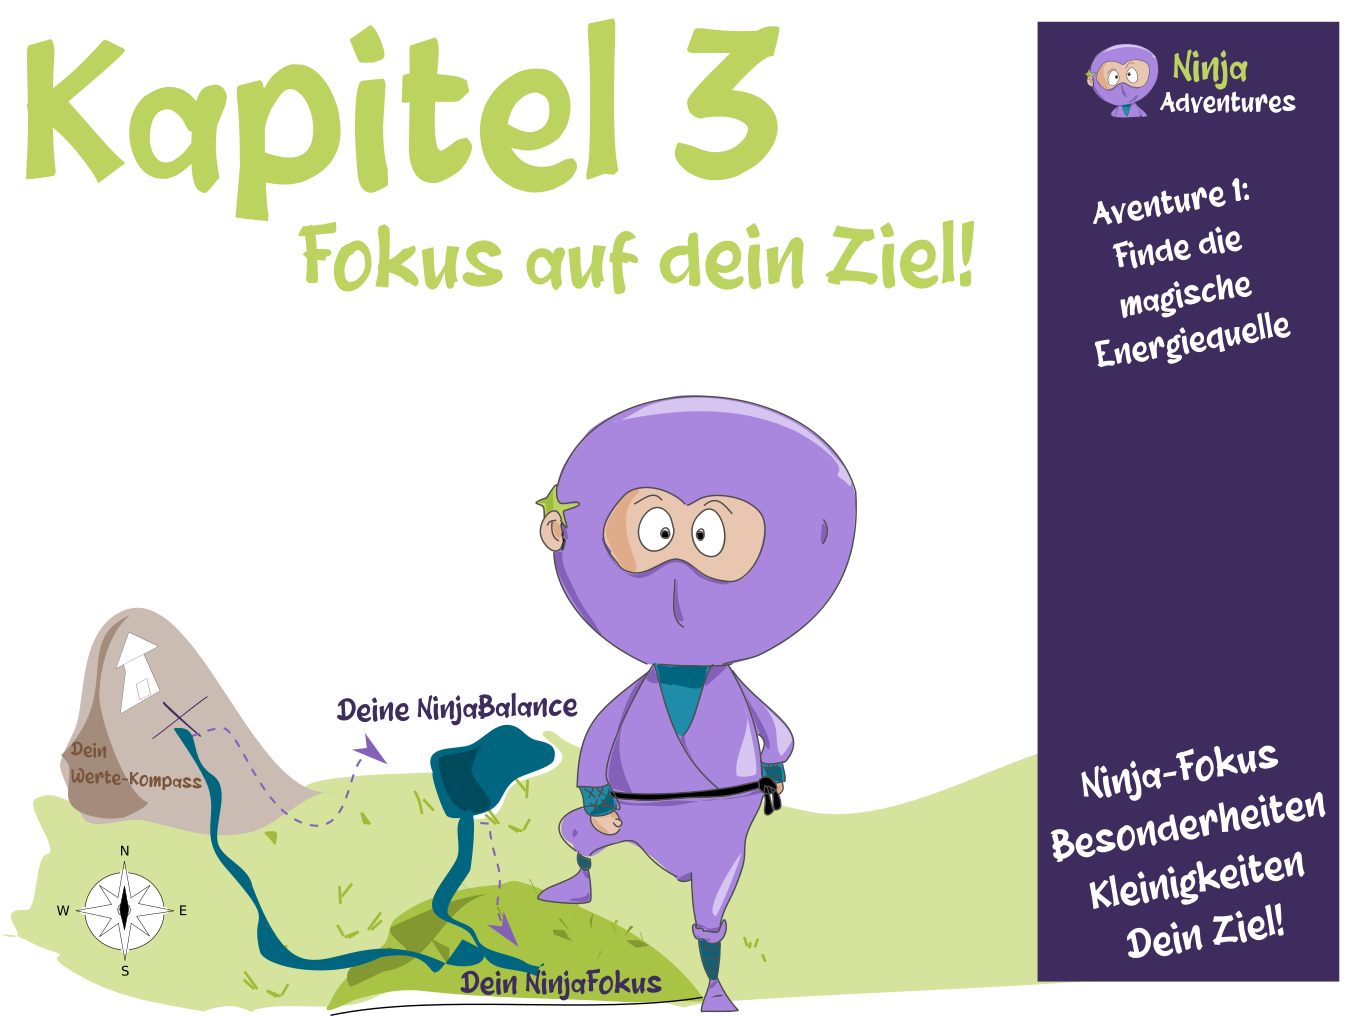 Kapitel 3
Fokus auf dein Ziel!
Ninja
Adventures
Aventure 1:
Finde die
magische
Energiequelle
Deine NinjaBalance
Dein
Werte-Kompass
N
W
E
S
Dein NinjaFokus
Ninja-Fokus
Besonderheiten
Kleinigkeiten
Dein Ziel!